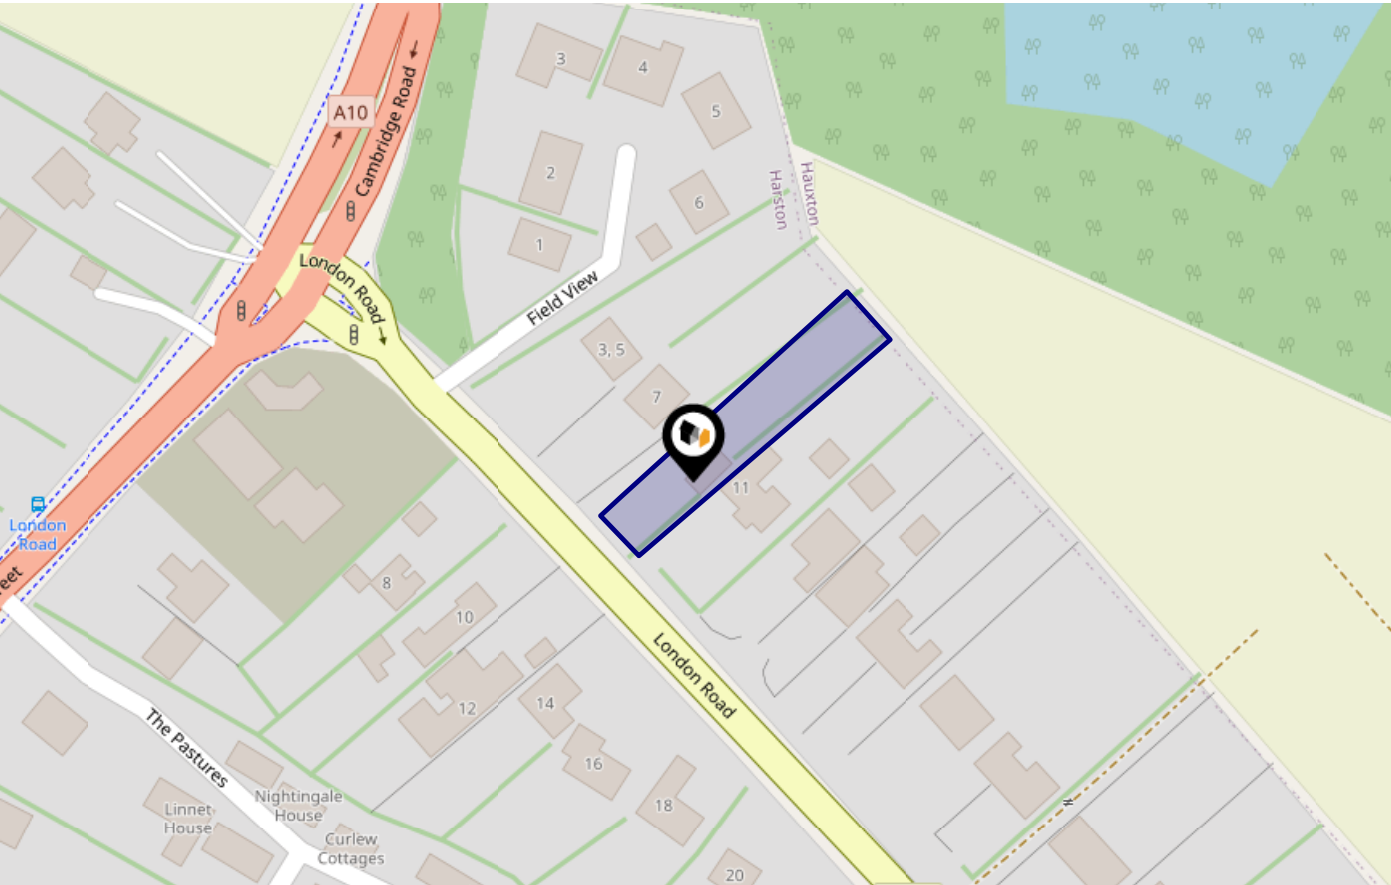 3
4
5
A10
Cambridge Road
2
6
Hauxton
Harston
1
London Road
Field View
3, 5
7
11
London
Road
8
10
London Road
12
14
The Pastures
16
Nightingale
House
Linnet
House
18
Curlew
Cottages
20